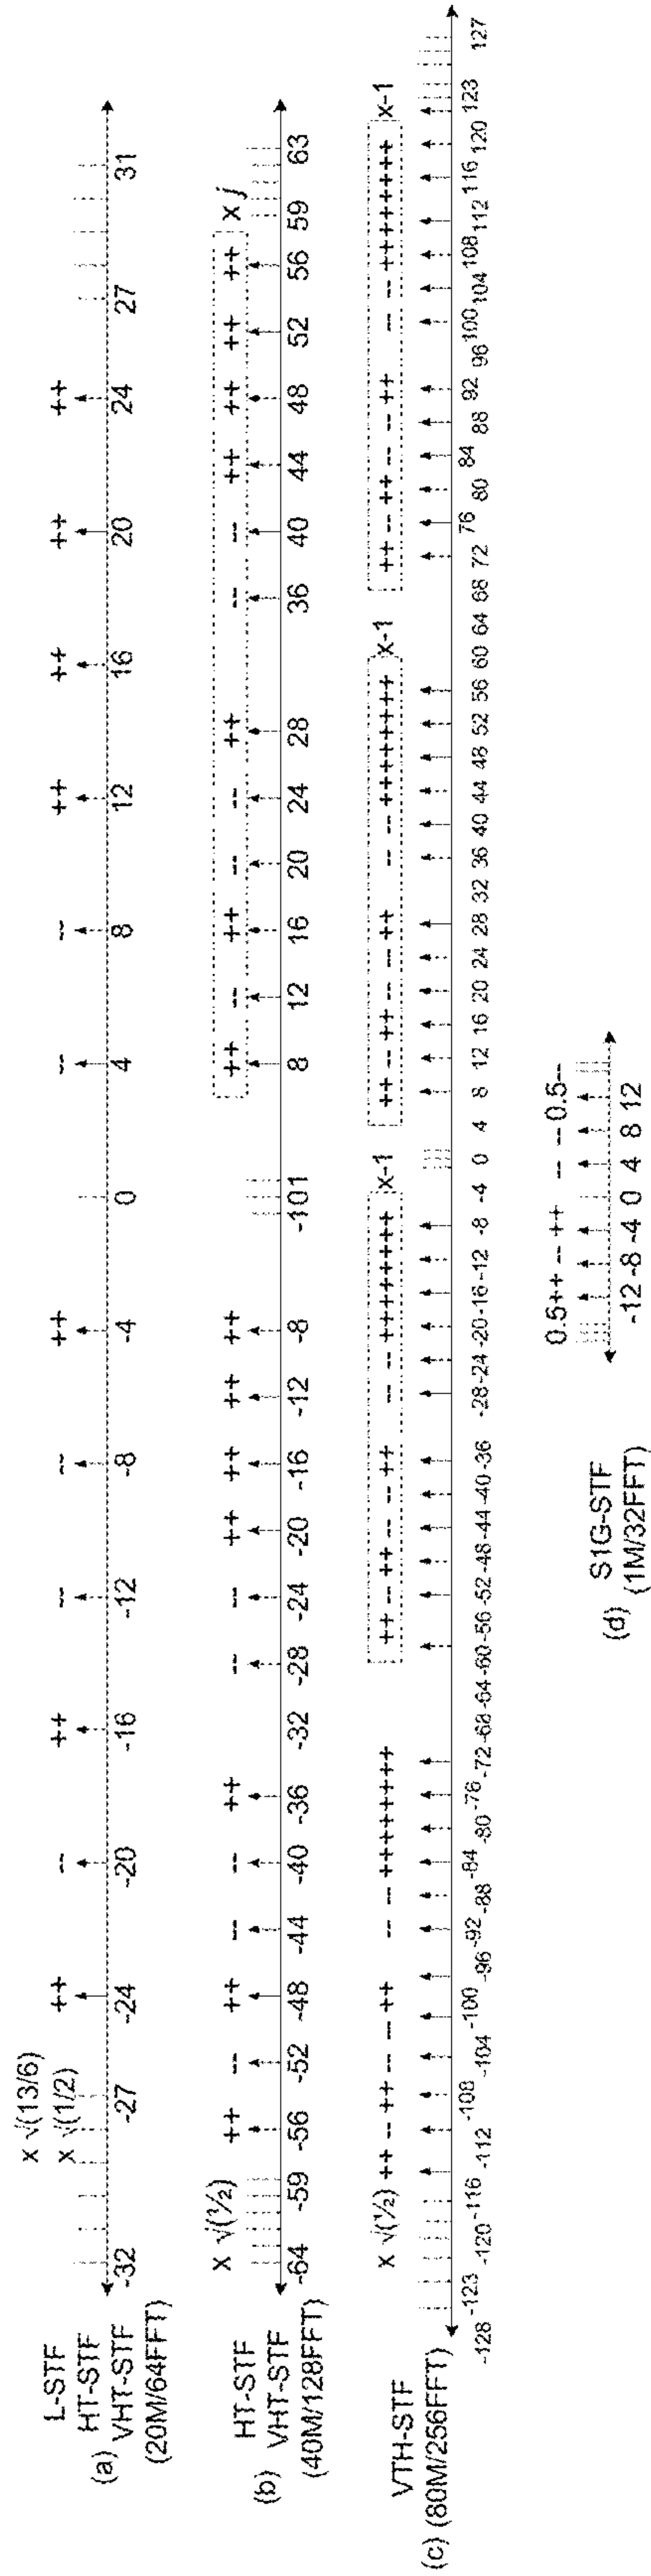 x √(13/6)
x √(1/2)
++ -- ++ -- -- ++ -- -- ++ ++ ++ ++
L-STF
HT-STF
(a) VHT-STF
(20M/64FFT)
-32 -27 -24 -20 -16 -12 -8 -4 0 4 8 12 16 20 24 27 31
x √(½) ++ -- ++ -- -- ++ -- -- ++ ++ ++ ++ ++ -- ++ -- -- ++ -- -- ++ ++ ++ ++ x j
HT-STF
(b) VHT-STF
(40M/128FFT)
-64 -59 -56 -52 -48 -44 -40 -36 -32 -28 -24 -20 -16 -12 -8 -101 8 12 16 20 24 28 36 40 44 48 52 56 59 63
x √(½) ++ -- ++ -- -- ++ -- -- ++++++++ ++ -- ++ -- -- ++ -- -- ++++++++ x-1 ++ -- ++ -- -- ++ -- -- ++++++++ x-1 ++ -- ++ -- -- ++ -- -- ++++++++ x-1
VTH-STF
(c) (80M/256FFT)
-128 -123 -120 -116 -112 -108 -104 -100 -96 -92 -88 -84 -80 -76 -72 -68 -64 -60 -56 -52 -48 -44 -40 -36 -28 -24 -20 -16 -12 -8 -4 0 4 8 12 16 20 24 28 32 36 40 44 48 52 56 60 64 68 72 76 80 84 88 92 96 100 104 108 112 116 120 123 127
0.5++ -- ++ -- -- 0.5--
(d) S1G-STF
(1M/32FFT)
-12 -8 -4 0 4 8 12